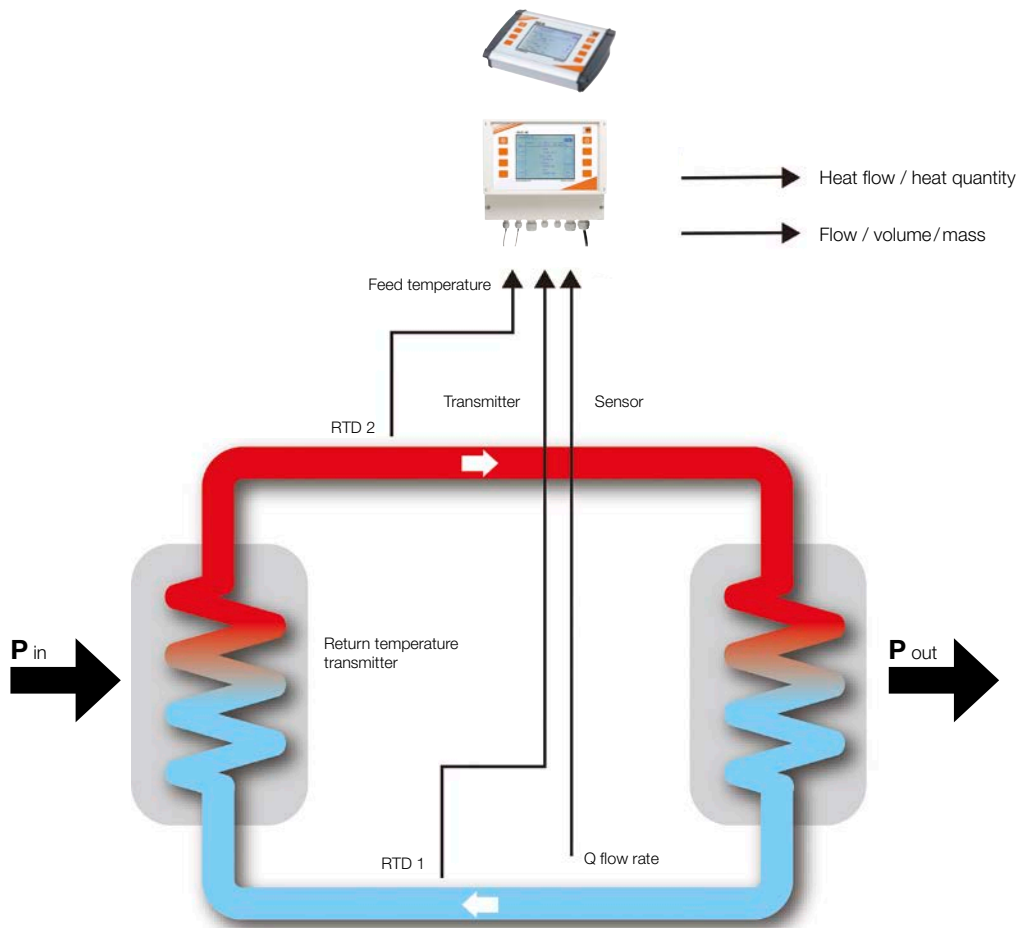 Heat flow / heat quantity
Flow / volume/mass
Feed temperature
Transmitter
Sensor
RTD 2
P in
Return temperature
transmitter
P out
RTD 1
Q flow rate